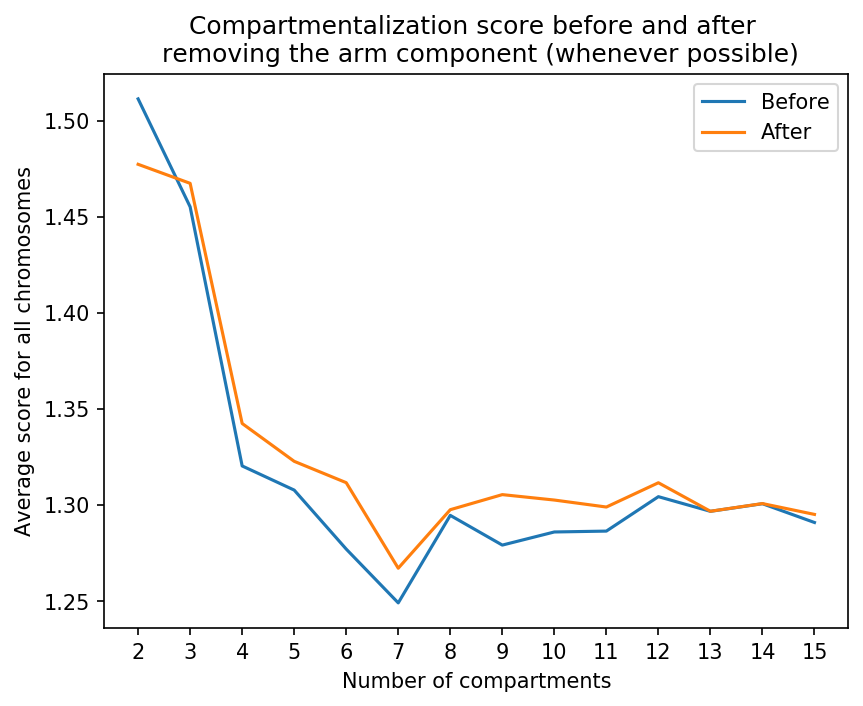 Compartmentalization score before and after
removing the arm component (whenever possible)
Before
After
Average score for all chromosomes
1.50
1.45
1.40
1.35
1.30
1.25
2 3 4 5 6 7 8 9 10 11 12 13 14 15
Number of compartments